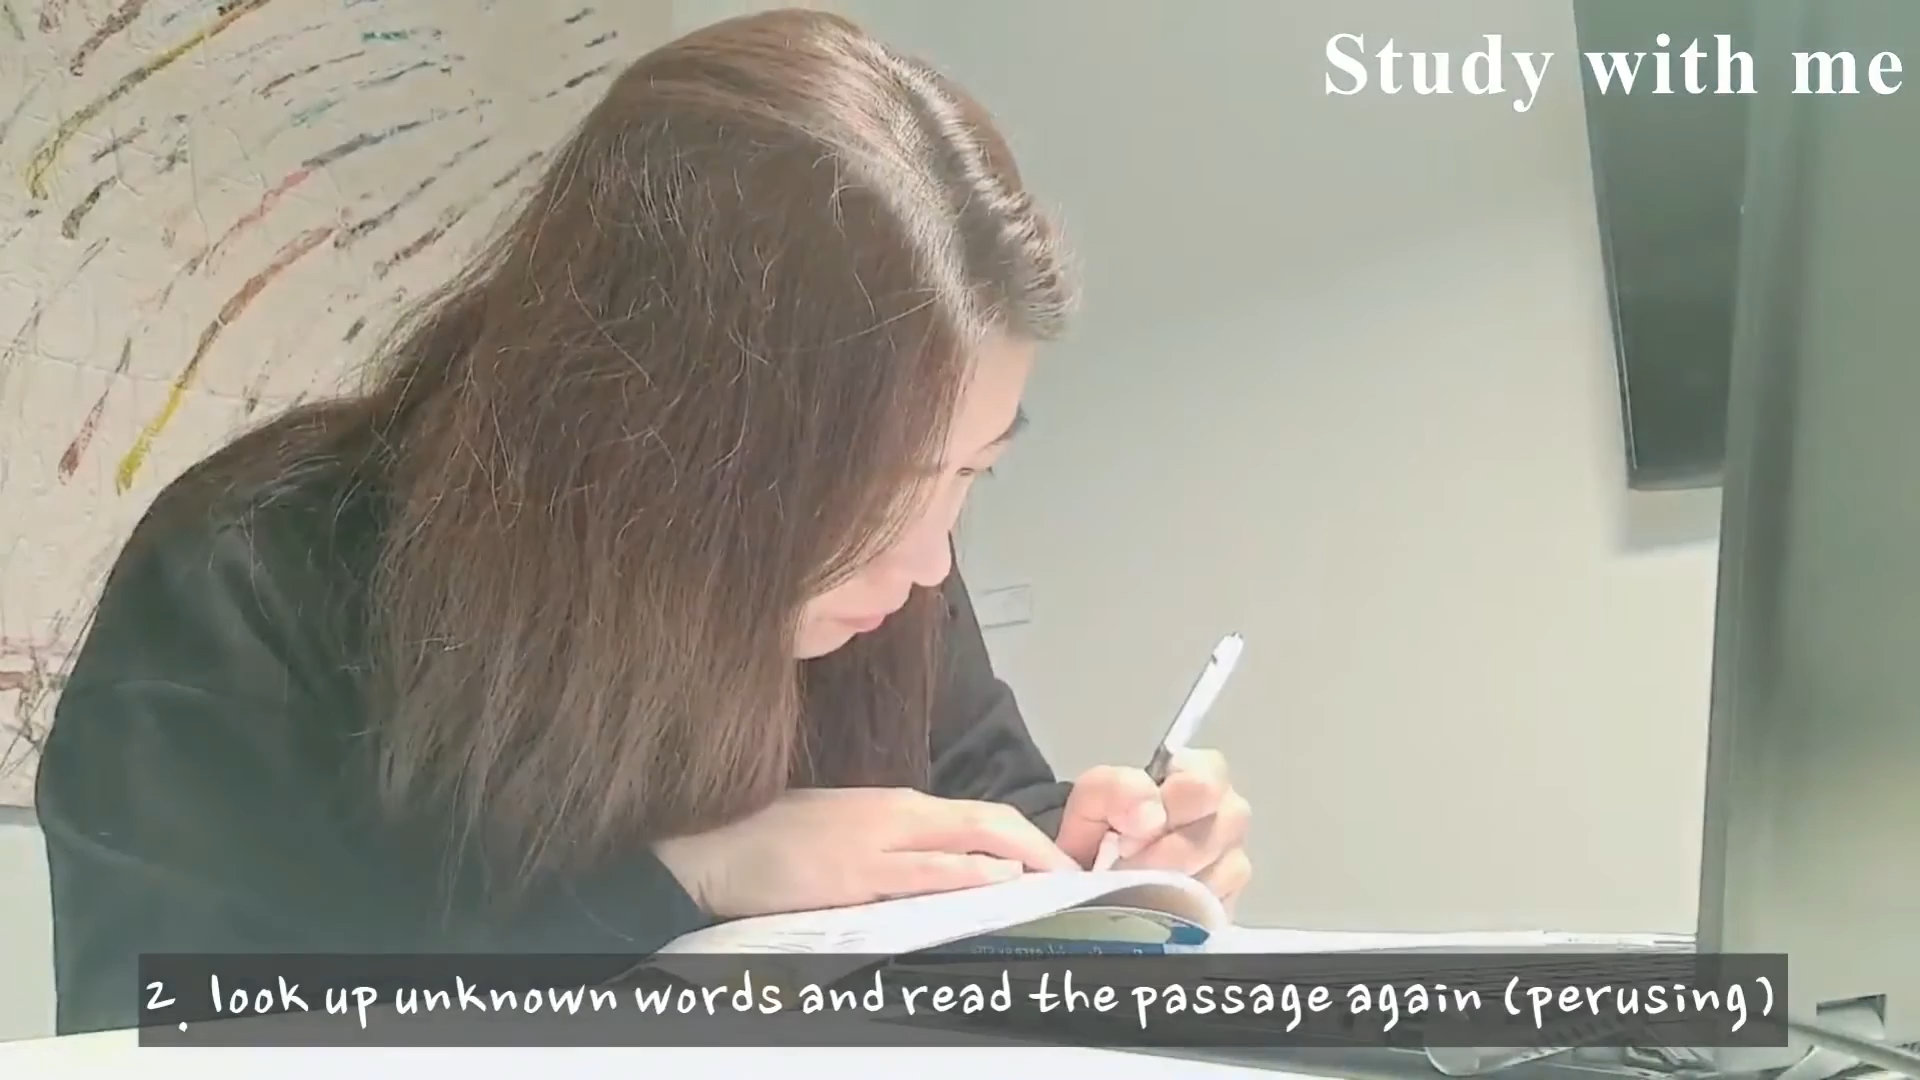 Study with me
2. look up unknown words and read the passage again (perusing)